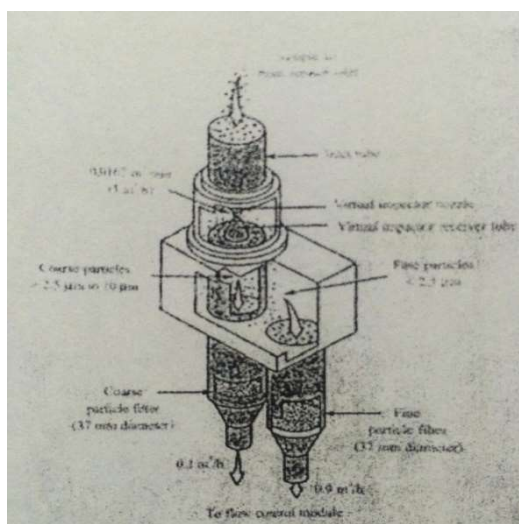 Inlet tube
Virtual impactor nozzle
Virtual impactor receiver tube
Coarse particles
2.5 μm to 10 μm
Fine particles
< 2.5 μm
Coarse
particle filter
(37 mm diameter)
Fine
particle filter
(37 mm diameter)
0.1 m³/h
0.9 m³/h
To flow control module